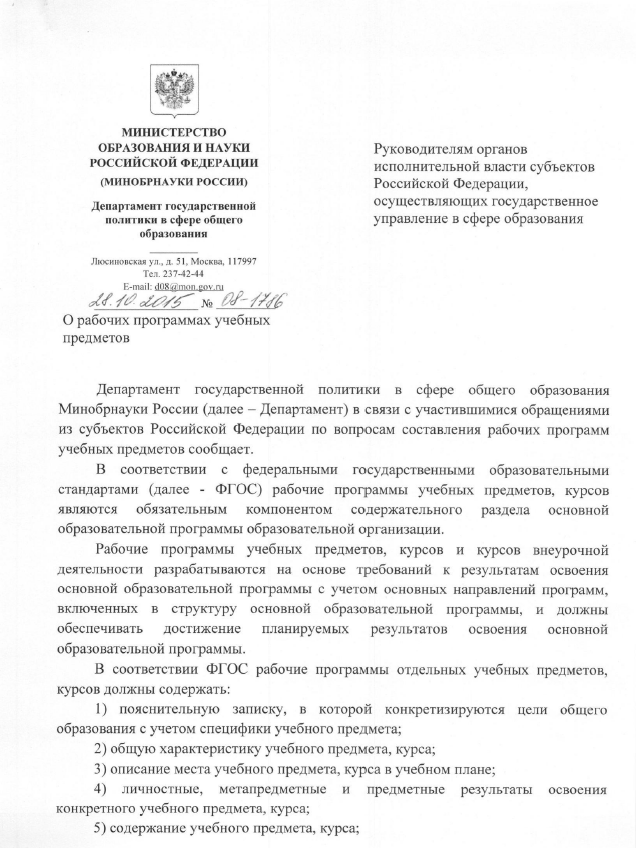 МИНИСТЕРСТВО
ОБРАЗОВАНИЯ И НАУКИ
РОССИЙСКОЙ ФЕДЕРАЦИИ
(МИНОБРНАУКИ РОССИИ)
Департамент государственной
политики в сфере общего
образования
Люсиновская ул., д. 51, Москва, 117997
Тел. 237-42-44
E-mail: d08@mon.gov.ru
28.10.2015 № 08-1786
О рабочих программах учебных
предметов
Руководителям органов
исполнительной власти субъектов
Российской Федерации,
осуществляющих государственное
управление в сфере образования
Департамент государственной политики в сфере общего образования
Минобрнауки России (далее – Департамент) в связи с участившимися обращениями
из субъектов Российской Федерации по вопросам составления рабочих программ
учебных предметов сообщает.
В соответствии с федеральными государственными образовательными
стандартами (далее - ФГОС) рабочие программы учебных предметов, курсов
являются обязательным компонентом содержательного раздела основной
образовательной программы образовательной организации.
Рабочие программы учебных предметов, курсов и курсов внеурочной
деятельности разрабатываются на основе требований к результатам освоения
основной образовательной программы с учетом основных направлений программ,
включенных в структуру основной образовательной программы, и должны
обеспечивать достижение планируемых результатов освоения основной
образовательной программы.
В соответствии ФГОС рабочие программы отдельных учебных предметов,
курсов должны содержать:
1) пояснительную записку, в которой конкретизируются цели общего
образования с учетом специфики учебного предмета;
2) общую характеристику учебного предмета, курса;
3) описание места учебного предмета, курса в учебном плане;
4) личностные, метапредметные и предметные результаты освоения
конкретного учебного предмета, курса;
5) содержание учебного предмета, курса;